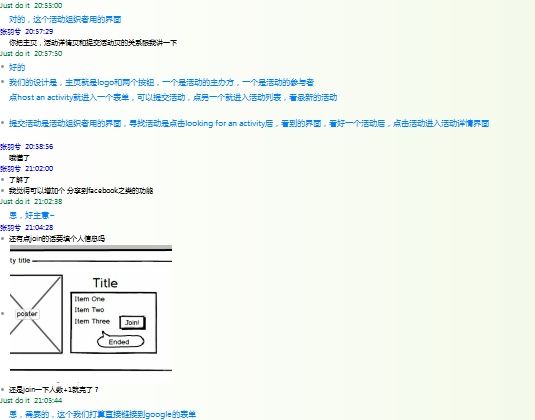 Just do it 20:55:00
对的，这个活动组织者用的界面
张羽兮 20:57:29
你把主页，活动详情页和提交活动页的关系给我讲一下
Just do it 20:57:50
好的
我们的设计是，主页就是logo和两个按钮，一个是活动的主办方，一个是活动的参与者
点host an activity就进入一个表单，可以提交活动，点另一个就进入活动列表，看最新的活动
提交活动是活动组织者用的界面，寻找活动是点击looking for an activity后，看到的界面，看好一个活动后，点击活动进入活动详情界面
张羽兮 20:58:56
哦懂了
张羽兮 21:02:00
了解了
我觉得可以增加个 分享到facebook之类的功能
Just do it 21:02:38
恩，好主意~
张羽兮 21:04:28
还有点join的话要填个人信息吗
ty title
Title
Item One
Item Two
poster
Item Three
Join!
Ended
还是join一下人数+1就完了？
Just do it 21:05:44
恩，需要的，这个我们打算直接链接到google的表单